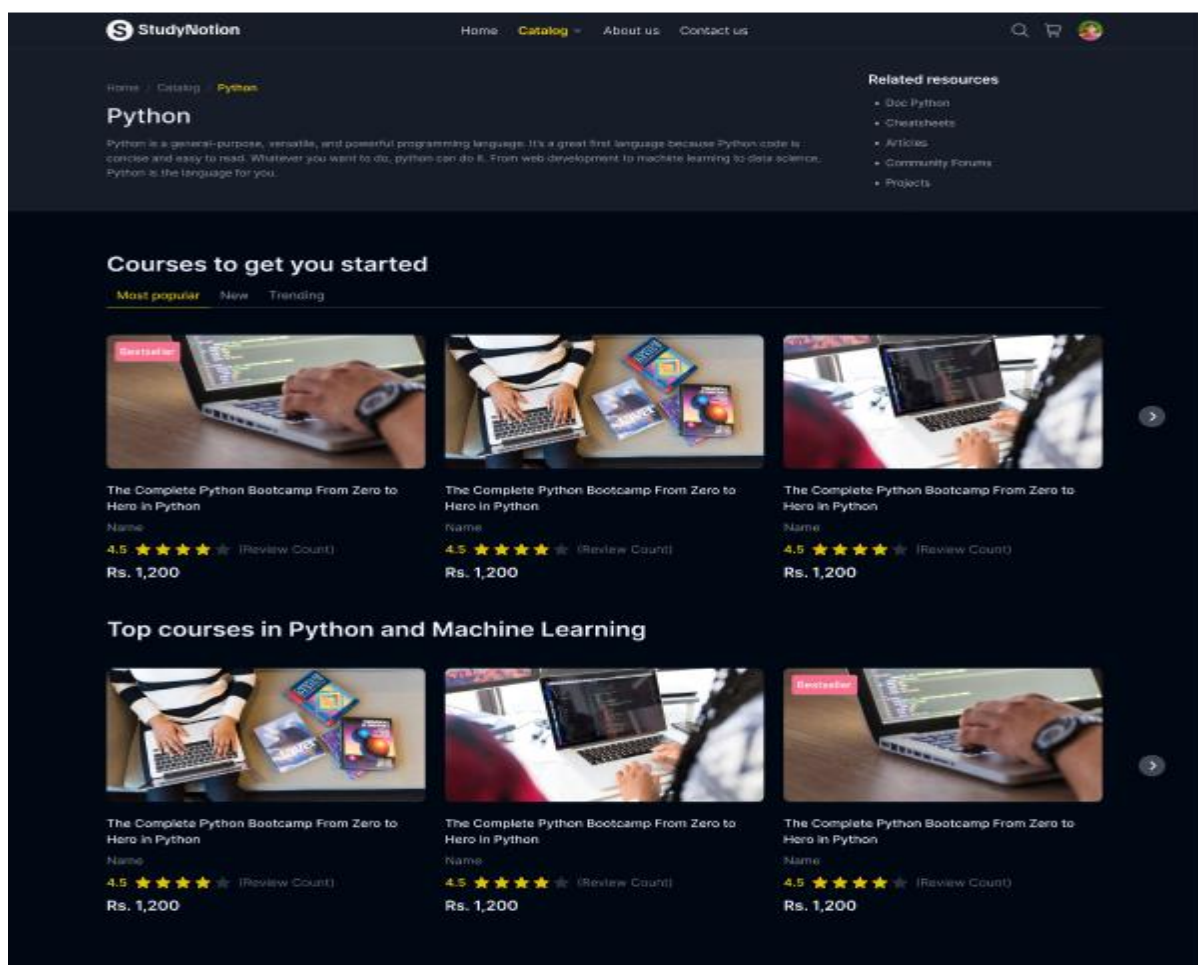 StudyNotion
Home Catalog About us Contact us
Home / Catalog / Python
Python
Python is a general-purpose, versatile, and powerful programming language. It's a great first language because Python code is
concise and easy to read. Whatever you want to do, python can do it. From web development to machine learning to data science,
Python is the language for you.
Related resources
• Doc Python
• Cheatsheets
• Articles
• Community Forums
• Projects
Courses to get you started
Most popular New Trending
Bestseller
The Complete Python Bootcamp From Zero to
Hero in Python
Name
4.5 (Review Count)
Rs. 1,200
The Complete Python Bootcamp From Zero to
Hero in Python
Name
4.5 (Review Count)
Rs. 1,200
The Complete Python Bootcamp From Zero to
Hero in Python
Name
4.5 (Review Count)
Rs. 1,200
Top courses in Python and Machine Learning
The Complete Python Bootcamp From Zero to
Hero in Python
Name
4.5 (Review Count)
Rs. 1,200
The Complete Python Bootcamp From Zero to
Hero in Python
Name
4.5 (Review Count)
Rs. 1,200
Bestseller
The Complete Python Bootcamp From Zero to
Hero in Python
Name
4.5 (Review Count)
Rs. 1,200